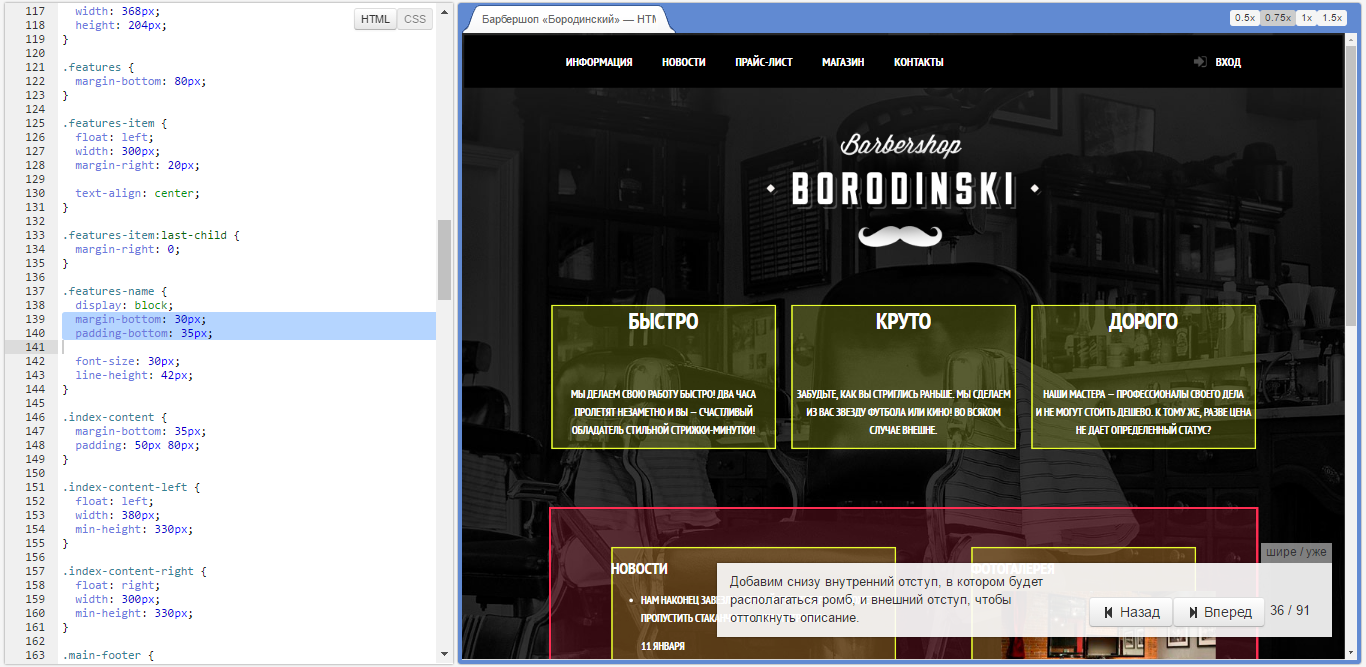 HTML
CSS
117 width: 368px;
118 height: 204px;
119 }
120
121 .features {
122 margin-bottom: 80px;
123 }
124
125 .features-item {
126 float: left;
127 width: 300px;
128 margin-right: 20px;
129
130 text-align: center;
131 }
132
133 .features-item:last-child {
134 margin-right: 0;
135 }
136
137 .features-name {
138 display: block;
139 margin-bottom: 30px;
140 padding-bottom: 35px;
141
142 font-size: 30px;
143 line-height: 42px;
144 }
145
146 .index-content {
147 margin-bottom: 35px;
148 padding: 50px 80px;
149 }
150
151 .index-content-left {
152 float: left;
153 width: 380px;
154 min-height: 330px;
155 }
156
157 .index-content-right {
158 float: right;
159 width: 300px;
160 min-height: 330px;
161 }
162
163 .main-footer {
Барбершоп «Бородинский» — HTM
0.5x 0.75x 1x 1.5x
ИНФОРМАЦИЯ НОВОСТИ ПРАЙС-ЛИСТ МАГАЗИН КОНТАКТЫ ВХОД
Barbershop
BORODINSKI
БЫСТРО
МЫ ДЕЛАЕМ СВОЮ РАБОТУ БЫСТРО! ДВА ЧАСА
ПРОЛЕТЯТ НЕЗАМЕТНО И ВЫ — СЧАСТЛИВЫЙ
ОБЛАДАТЕЛЬ СТИЛЬНОЙ СТРИЖКИ-МИНУТКИ!
КРУТО
ЗАБУДЬТЕ, КАК ВЫ СТРИГЛИСЬ РАНЬШЕ. МЫ СДЕЛАЕМ
ИЗ ВАС ЗВЕЗДУ ФУТБОЛА ИЛИ КИНО! ВО ВСЯКОМ
СЛУЧАЕ ВНЕШНЕ.
ДОРОГО
НАШИ МАСТЕРА — ПРОФЕССИОНАЛЫ СВОЕГО ДЕЛА
И НЕ МОГУТ СТОИТЬ ДЕШЕВО. К ТОМУ ЖЕ, РАЗВЕ ЦЕНА
НЕ ДАЕТ ОПРЕДЕЛЕННЫЙ СТАТУС?
НОВОСТИ
НАМ НАКОНЕЦ ЗАВЕЗ
ПРОПУСТИТЬ СТАКАН
11 ЯНВАРЯ
ФОТОГАЛЕРЕЯ
шире / уже
Добавим снизу внутренний отступ, в котором будет
располагаться ромб, и внешний отступ, чтобы
оттолкнуть описание.
Назад Вперед 36 / 91